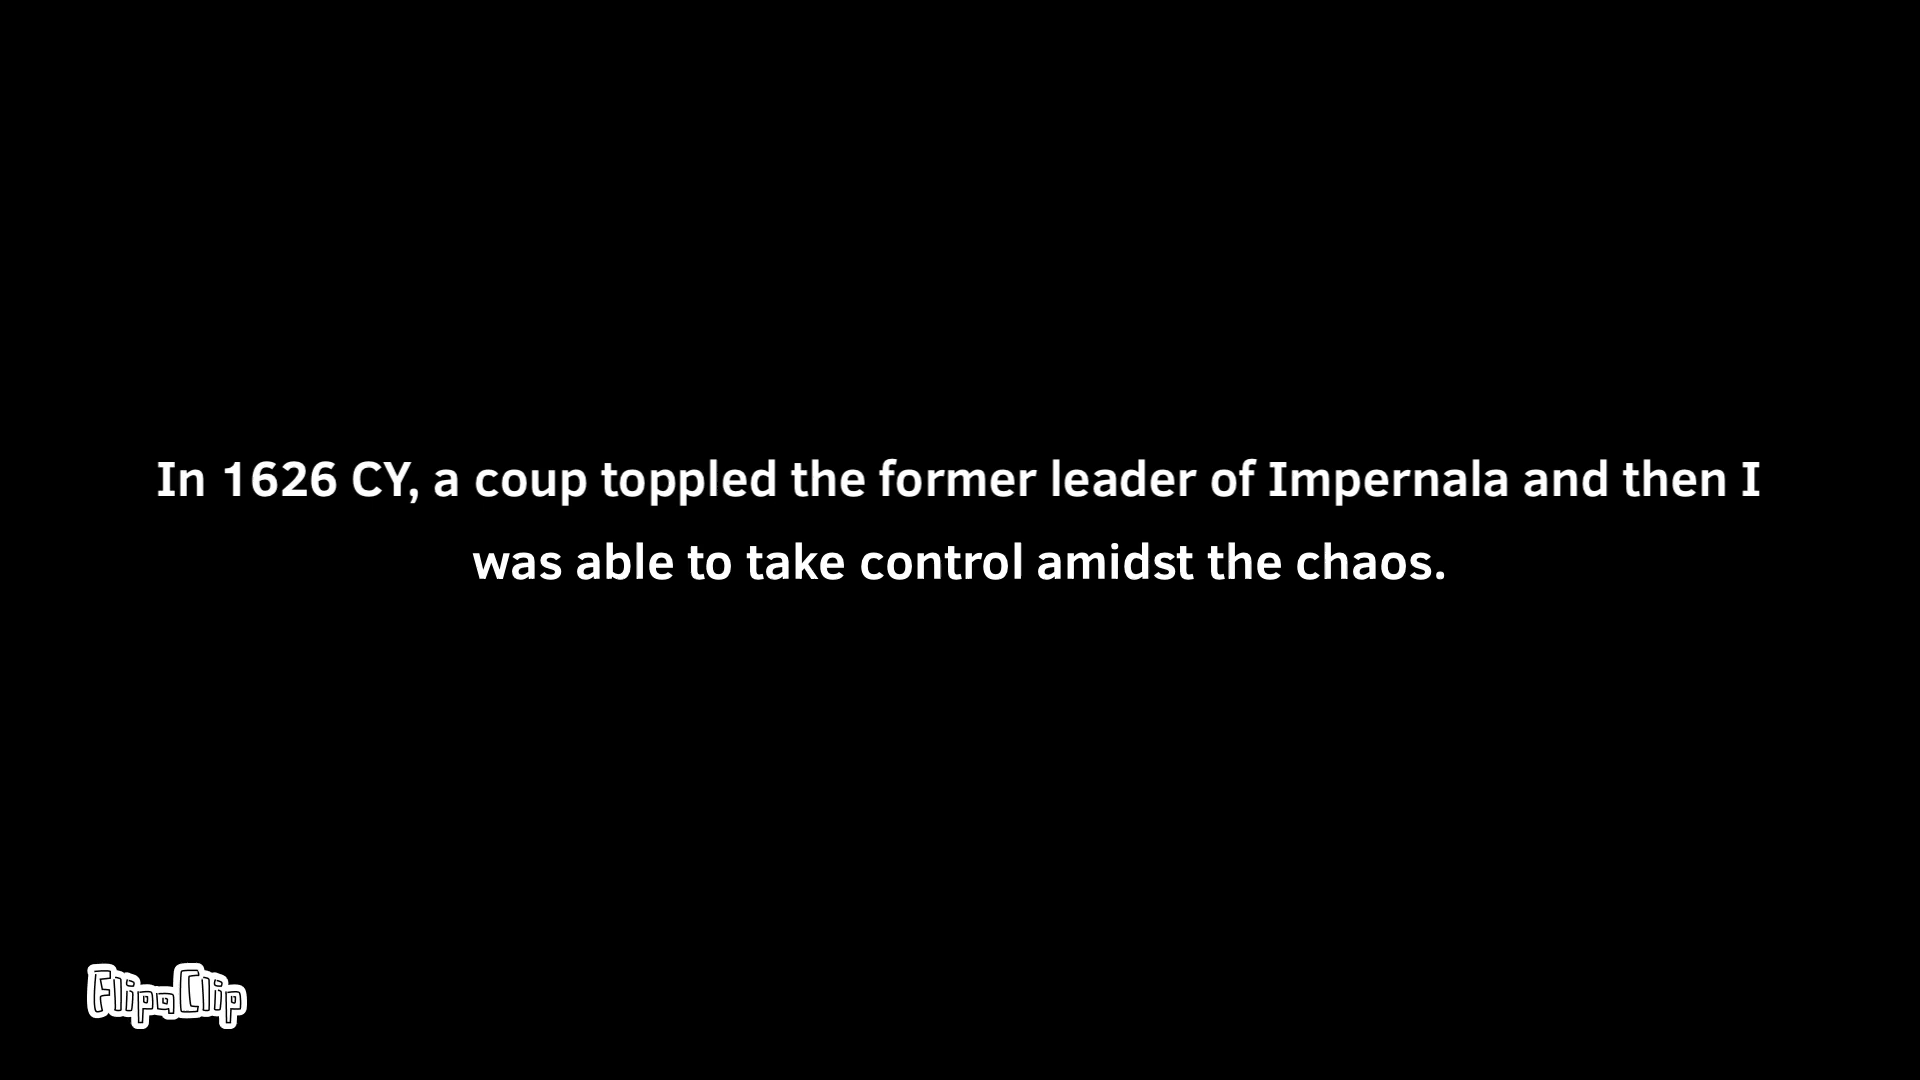 In 1626 CY, a coup toppled the former leader of Impernala and then I
was able to take control amidst the chaos.
FlipaClip